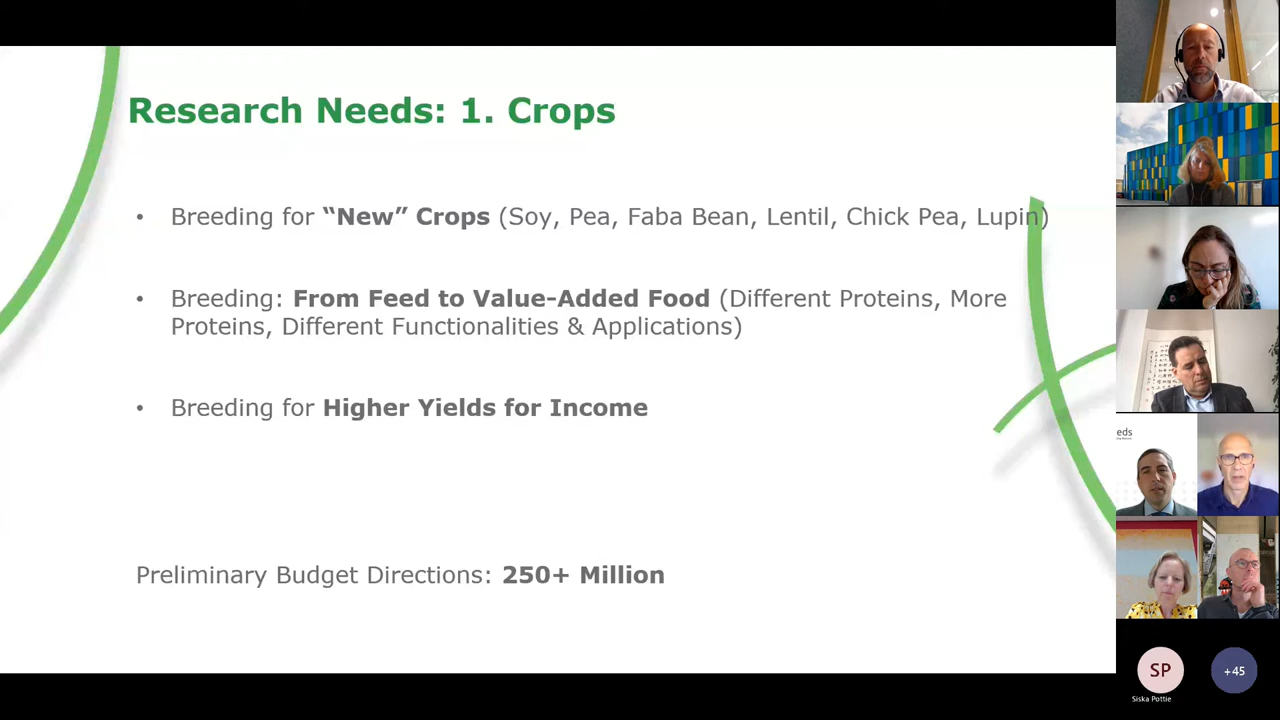 Research Needs: 1. Crops
• Breeding for “New” Crops (Soy, Pea, Faba Bean, Lentil, Chick Pea, Lupin)
• Breeding: From Feed to Value-Added Food (Different Proteins, More
Proteins, Different Functionalities & Applications)
• Breeding for Higher Yields for Income
Preliminary Budget Directions: 250+ Million
eds
SP
+45
Siska Pottie